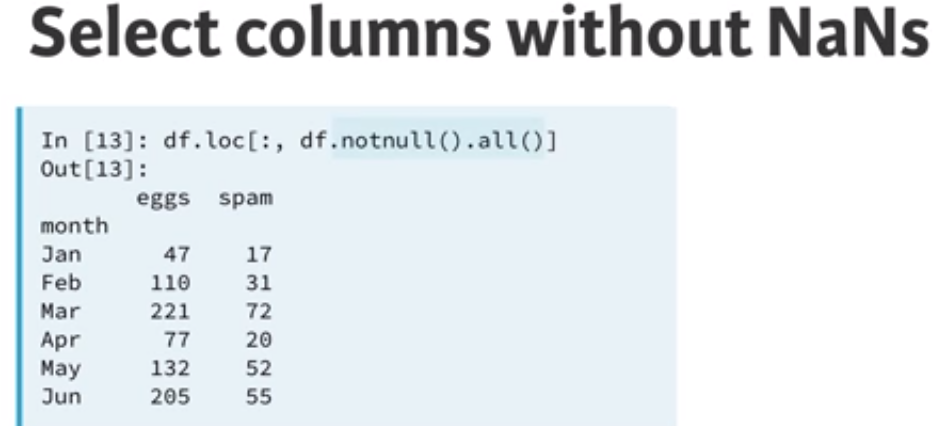 Select columns without NaNs
In [13]: df.loc[:, df.notnull().all()]
Out[13]:
       eggs  spam
month
Jan      47    17
Feb     110    31
Mar     221    72
Apr      77    20
May     132    52
Jun     205    55